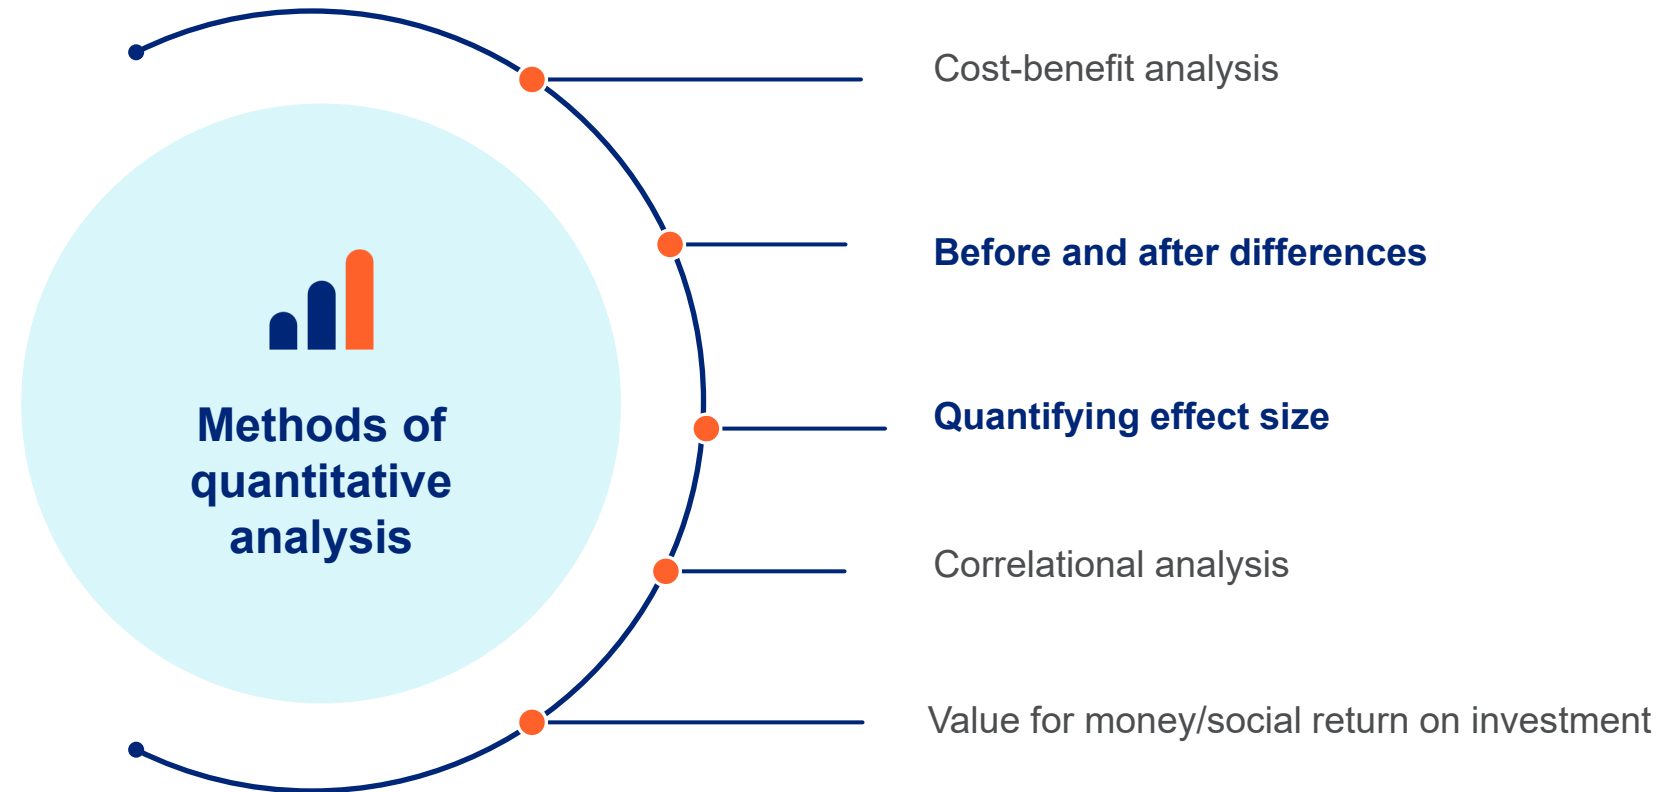 Methods of
quantitative
analysis
Cost-benefit analysis
Before and after differences
Quantifying effect size
Correlational analysis
Value for money/social return on investment